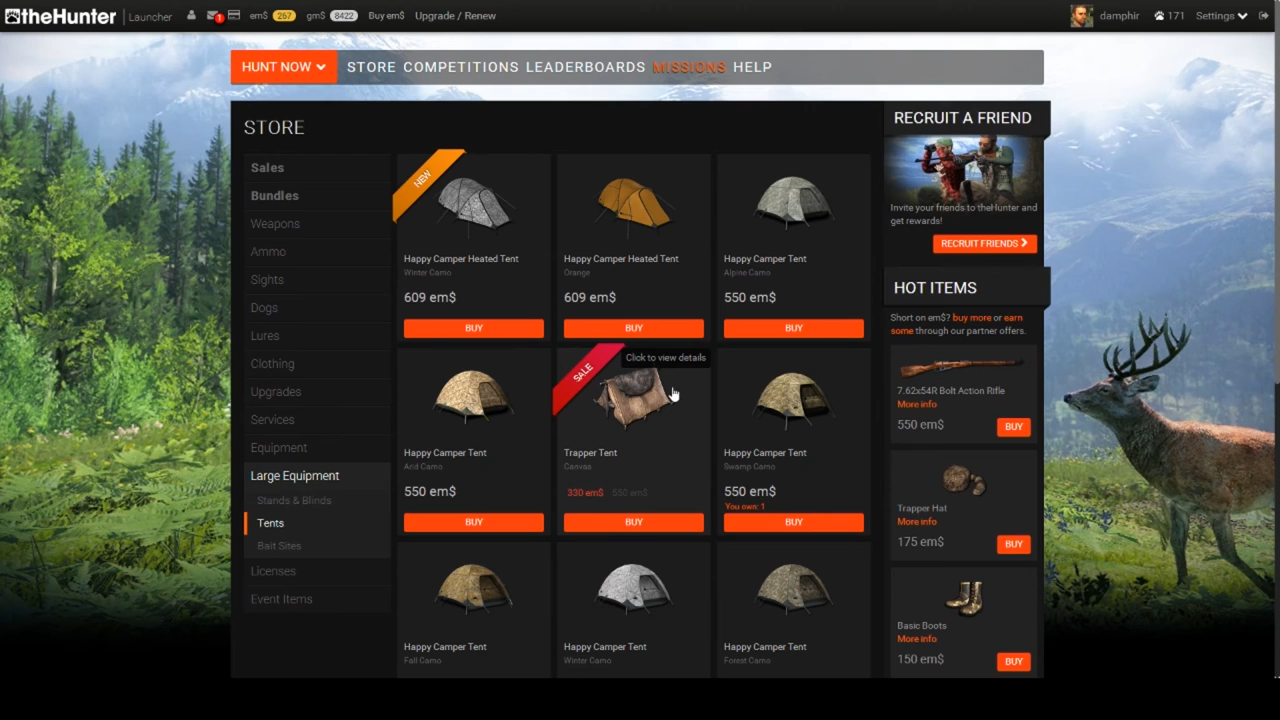 theHunter Launcher 1 em$ 267 gm$ 8422 Buy em$ Upgrade / Renew damphir 171 Settings
HUNT NOW STORE COMPETITIONS LEADERBOARDS MISSIONS HELP
STORE
Sales
Bundles
Weapons
Ammo
Sights
Dogs
Lures
Clothing
Upgrades
Services
Equipment
Large Equipment
Stands & Blinds
Tents
Bait Sites
Licenses
Event Items
NEW
Happy Camper Heated Tent
Winter Camo
609 em$
BUY
Happy Camper Heated Tent
Orange
609 em$
BUY
Happy Camper Tent
Alpine Camo
550 em$
BUY
Happy Camper Tent
Arid Camo
550 em$
BUY
SALE
Click to view details
Trapper Tent
Canvas
330 em$ 550 em$
BUY
Happy Camper Tent
Swamp Camo
550 em$
You own: 1
BUY
Happy Camper Tent
Fall Camo
Happy Camper Tent
Winter Camo
Happy Camper Tent
Forest Camo
RECRUIT A FRIEND
Invite your friends to theHunter and
get rewards!
RECRUIT FRIENDS
HOT ITEMS
Short on em$? buy more or earn
some through our partner offers.
7.62x54R Bolt Action Rifle
More info
550 em$
BUY
Trapper Hat
More info
175 em$
BUY
Basic Boots
More info
150 em$
BUY